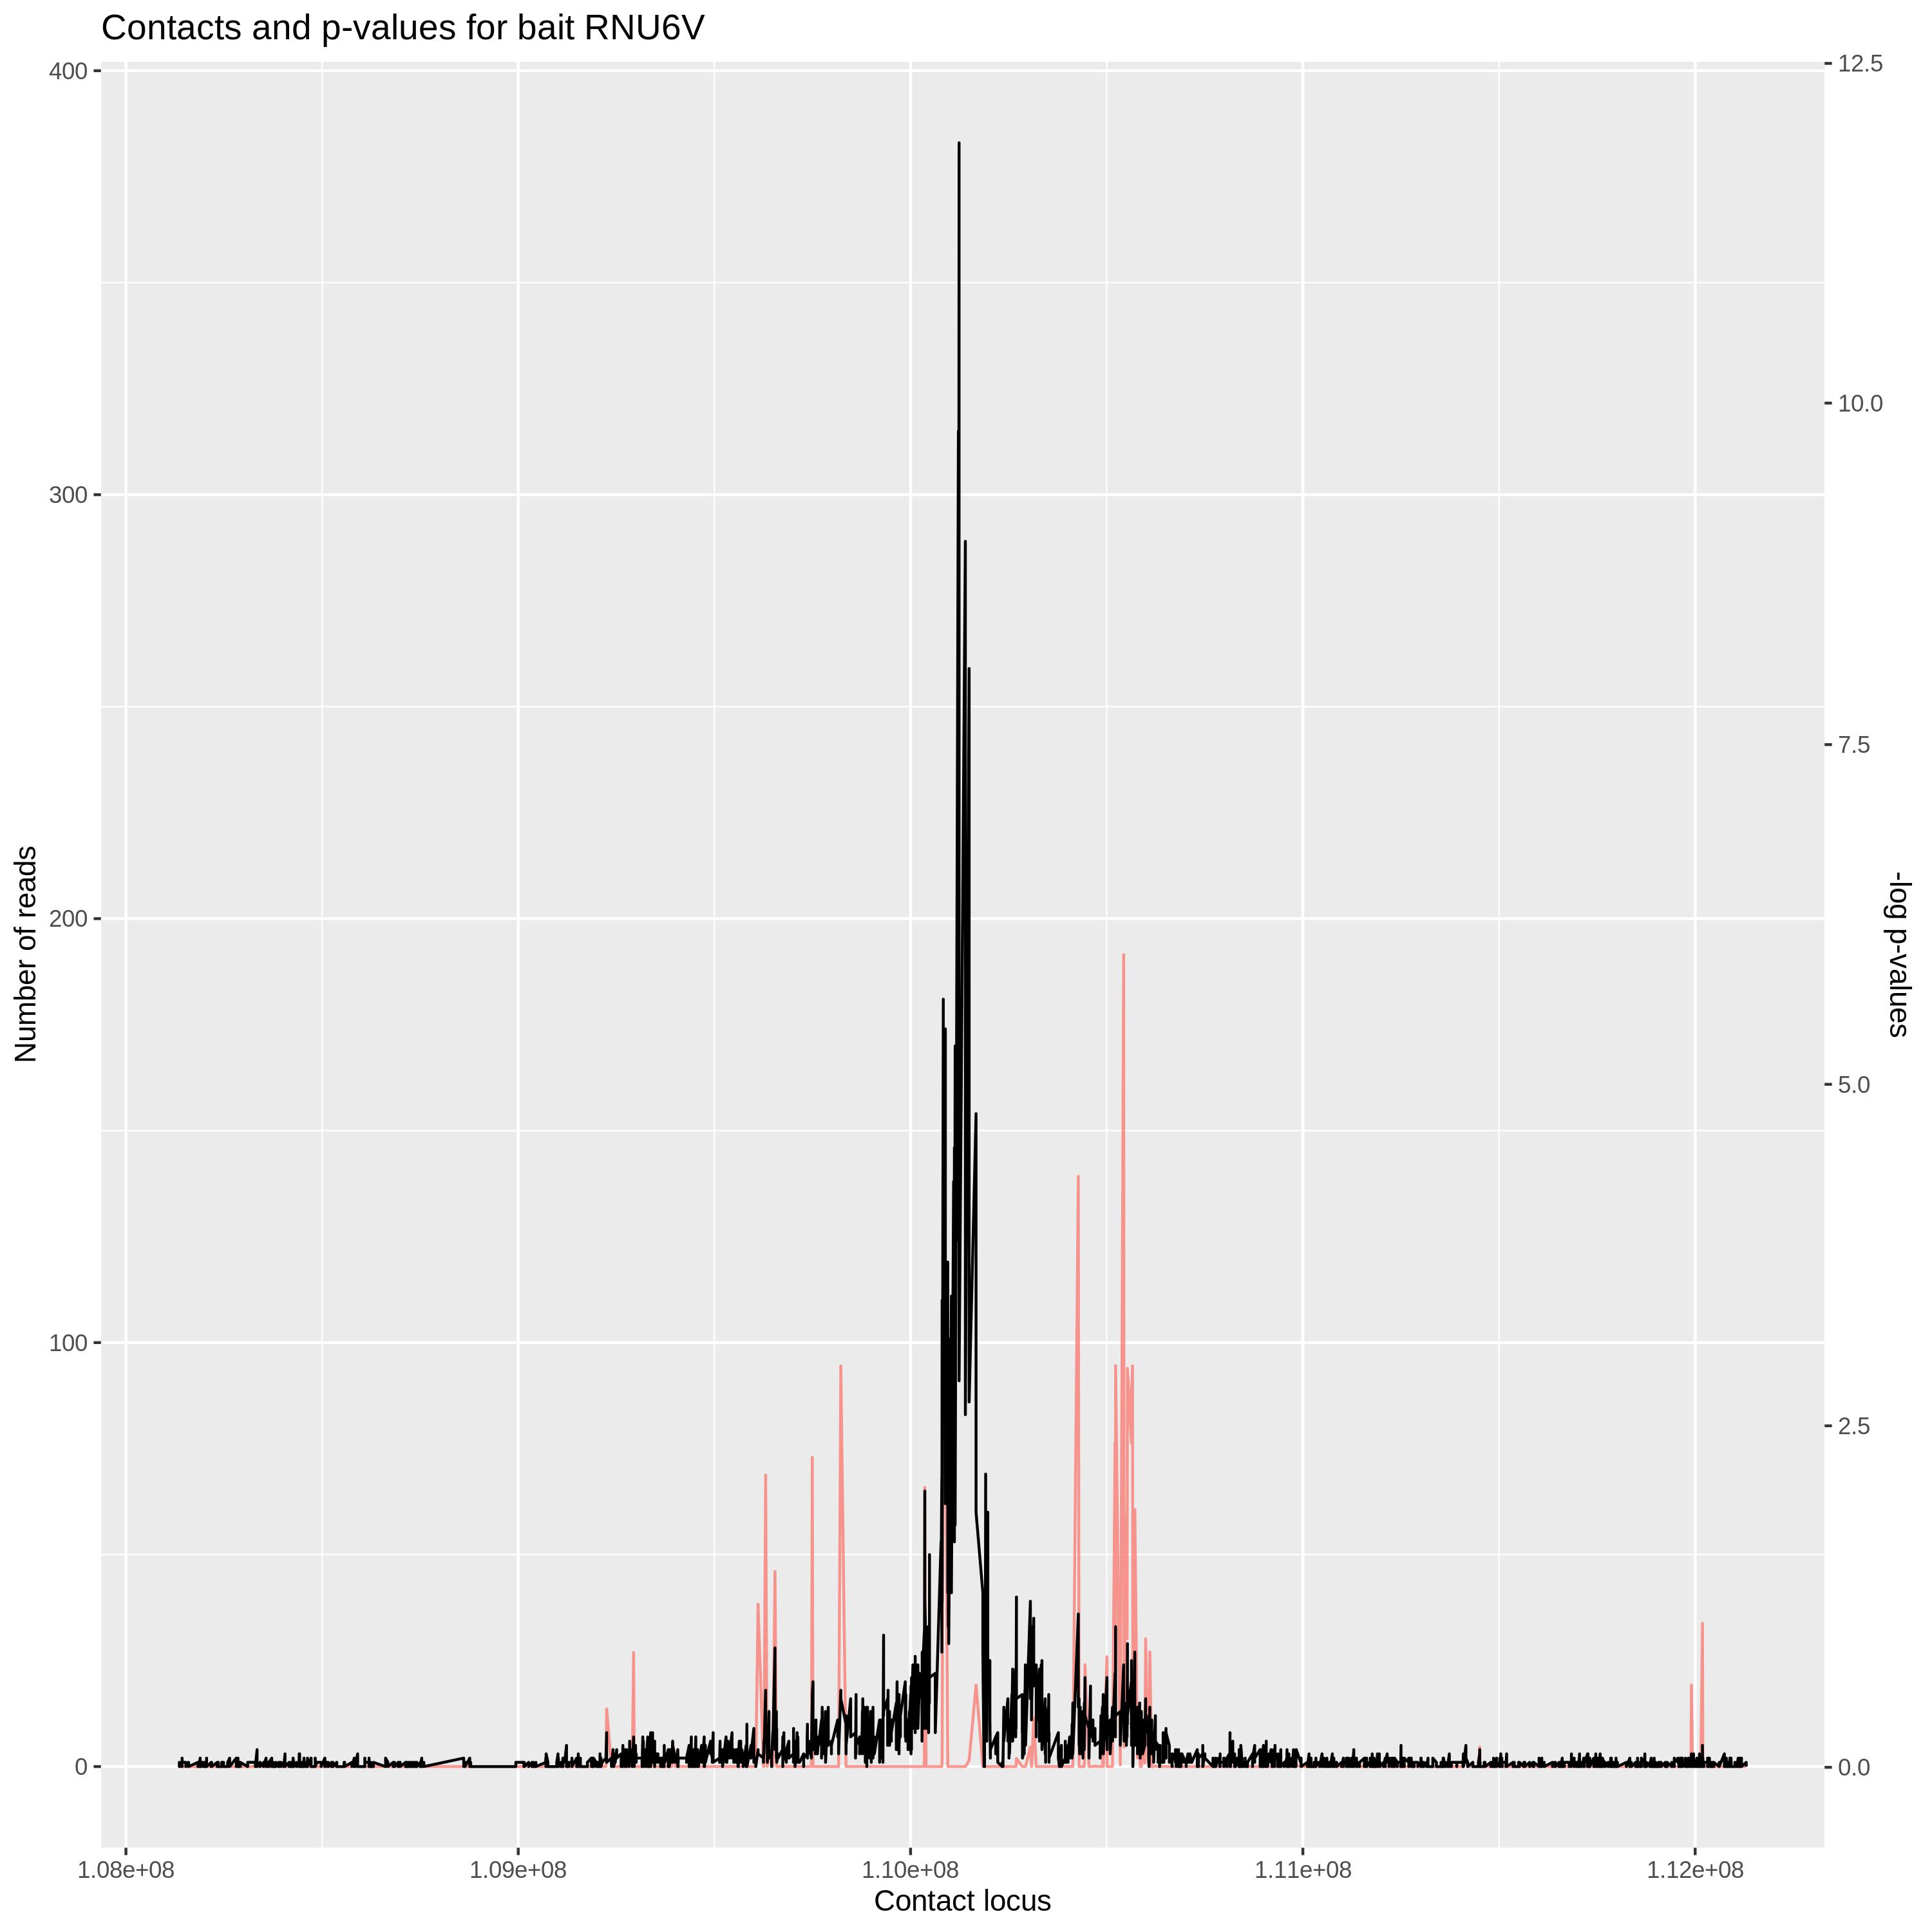 Contacts and p-values for bait RNU6V
400
300
200
100
0
Number of reads
12.5
10.0
7.5
5.0
2.5
0.0
-log p-values
1.08e+08 1.09e+08 1.10e+08 1.11e+08 1.12e+08
Contact locus